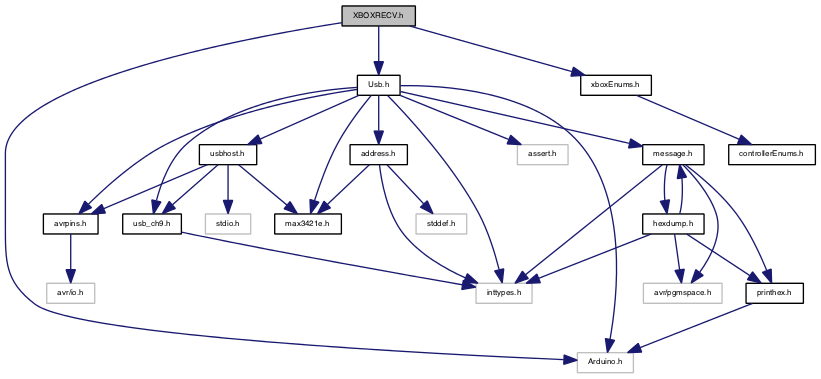 XBOXRECV.h
Usb.h
xboxEnums.h
usbhost.h
address.h
assert.h
message.h
controllerEnums.h
avrpins.h
usb_ch9.h
stdio.h
max3421e.h
stddef.h
hexdump.h
avr/io.h
inttypes.h
avr/pgmspace.h
printhex.h
Arduino.h